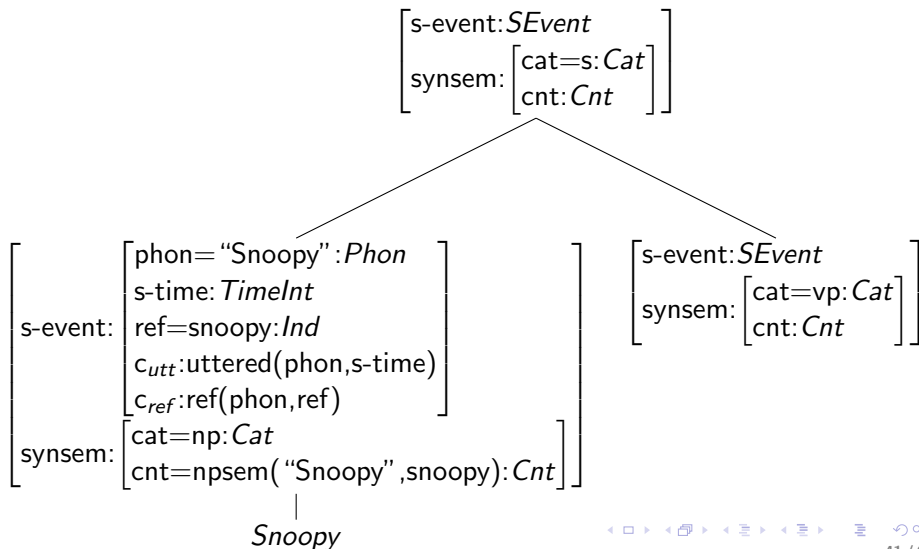 s-event:SEvent
synsem: cat=s:Cat
cnt:Cnt
phon="Snoopy":Phon
s-time:TimeInt
s-event: ref=snoopy:Ind
c_utt:uttered(phon,s-time)
c_ref:ref(phon,ref)
synsem: cat=np:Cat
cnt=npsem("Snoopy",snoopy):Cnt
Snoopy
s-event:SEvent
synsem: cat=vp:Cat
cnt:Cnt